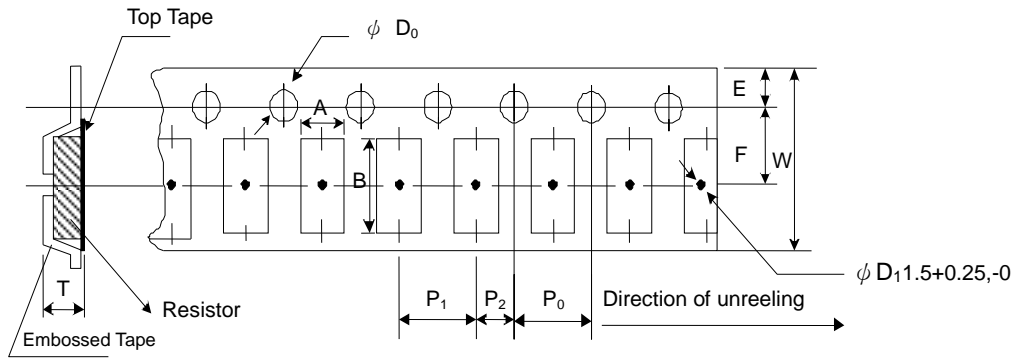 Top Tape
ϕ D₀
A
E
F
W
B
ϕ D₁1.5+0.25,-0
T
P₁
P₂
P₀
Direction of unreeling
Resistor
Embossed Tape